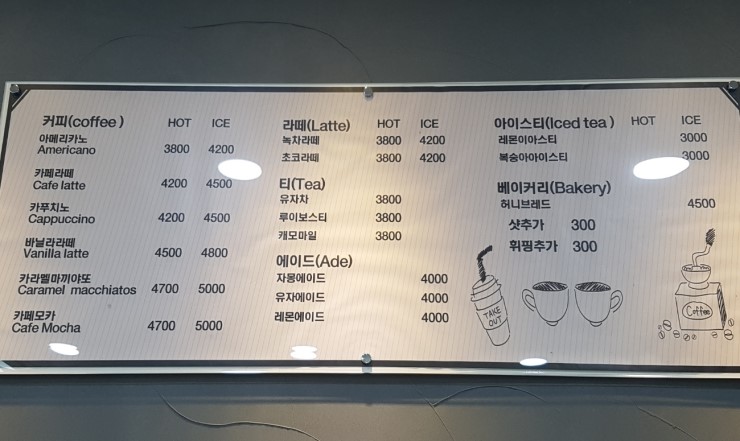 커피(coffee) HOT ICE
아메리카노
Americano 3800 4200
카페라떼
Cafe latte 4200 4500
카푸치노
Cappuccino 4200 4500
바닐라라떼
Vanilla latte 4500 4800
카라멜마끼야또
Caramel macchiatos 4700 5000
카페모카
Cafe Mocha 4700 5000
라떼(Latte) HOT ICE
녹차라떼 3800 4200
초코라떼 3800 4200
티(Tea)
유자차 3800
루이보스티 3800
캐모마일 3800
에이드(Ade)
자몽에이드 4000
유자에이드 4000
레몬에이드 4000
아이스티(Iced tea) HOT ICE
레몬이아스티 3000
복숭아아이스티 3000
베이커리(Bakery)
허니브레드 4500
샷추가 300
휘핑추가 300
TAKE
OUT
Coffee